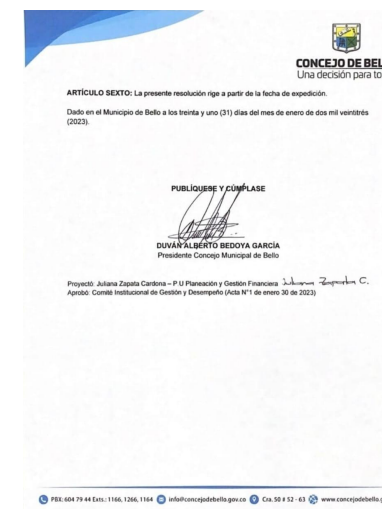 CONCEJO DE BEL
Una decisión para to
ARTÍCULO SEXTO: La presente resolución rige a partir de la fecha de expedición.
Dado en el Municipio de Bello a los treinta y uno (31) días del mes de enero de dos mil veintitrés
(2023).
PUBLÍQUESE Y CÚMPLASE
DUVÁN ALBERTO BEDOYA GARCÍA
Presidente Concejo Municipal de Bello
Proyectó: Juliana Zapata Cardona – P U Planeación y Gestión Financiera Juliana Zapata C.
Aprobó: Comité Institucional de Gestión y Desempeño (Acta N°1 de enero 30 de 2023)
PBX: 604 79 44 Exts.: 1166, 1266, 1164 info@concejodebello.gov.co Cra. 50 # 52 - 63 www.concejodebello.g